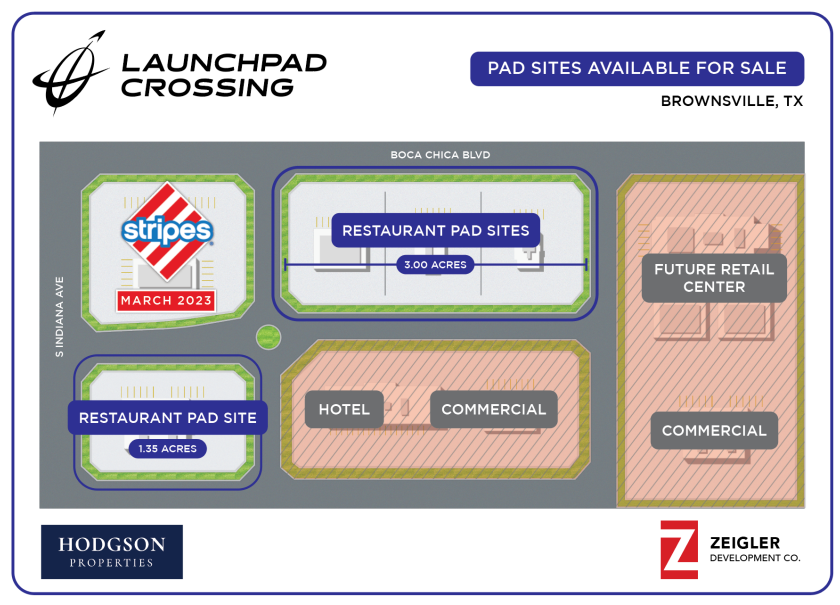 LAUNCHPAD
CROSSING
PAD SITES AVAILABLE FOR SALE
BROWNSVILLE, TX
BOCA CHICA BLVD
stripes
MARCH 2023
RESTAURANT PAD SITES
3.00 ACRES
FUTURE RETAIL
CENTER
S INDIANA AVE
RESTAURANT PAD SITE
1.35 ACRES
HOTEL
COMMERCIAL
COMMERCIAL
HODGSON
PROPERTIES
ZEIGLER
DEVELOPMENT CO.